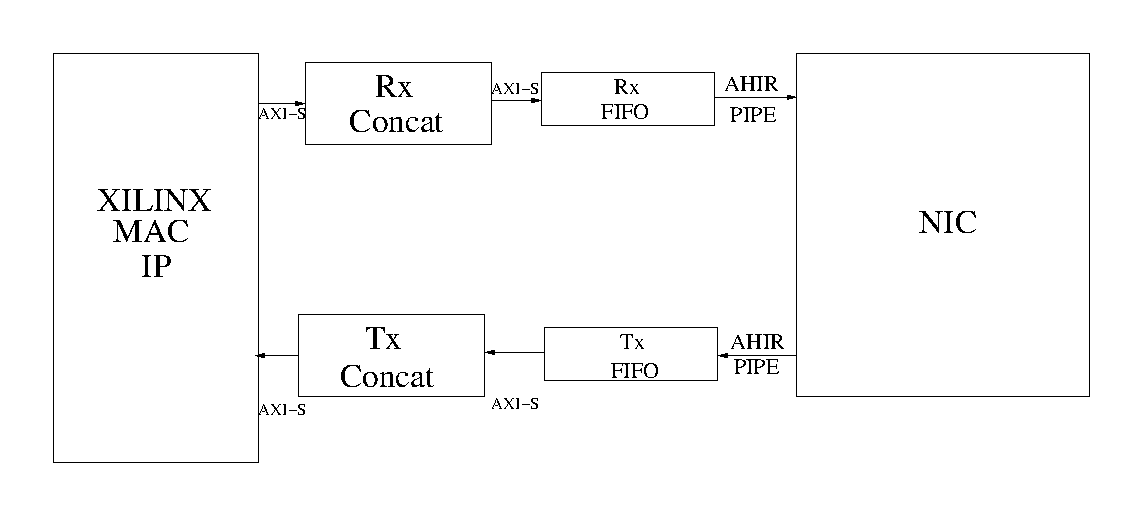 XILINX
MAC
IP
AXI-S
Rx
Concat
AXI-S
Rx
FIFO
AHIR
PIPE
NIC
Tx
Concat
AXI-S
AXI-S
Tx
FIFO
AHIR
PIPE